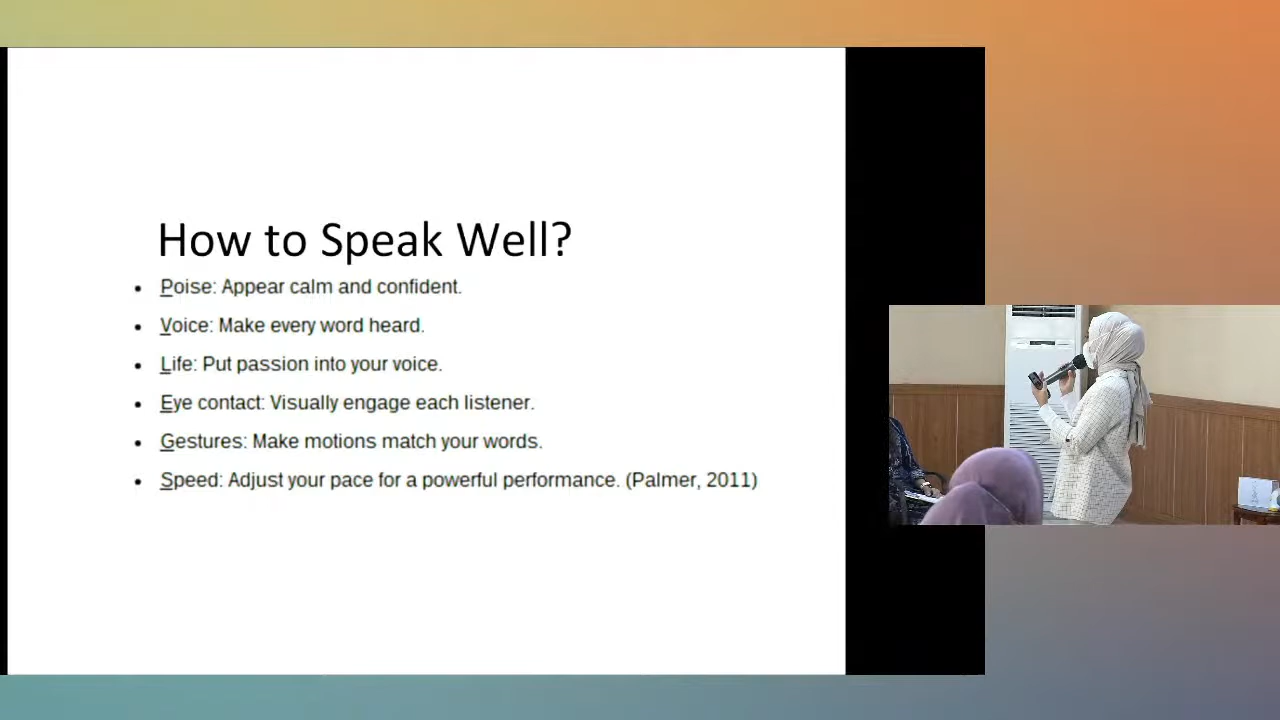 How to Speak Well?
• Poise: Appear calm and confident.
• Voice: Make every word heard.
• Life: Put passion into your voice.
• Eye contact: Visually engage each listener.
• Gestures: Make motions match your words.
• Speed: Adjust your pace for a powerful performance. (Palmer, 2011)